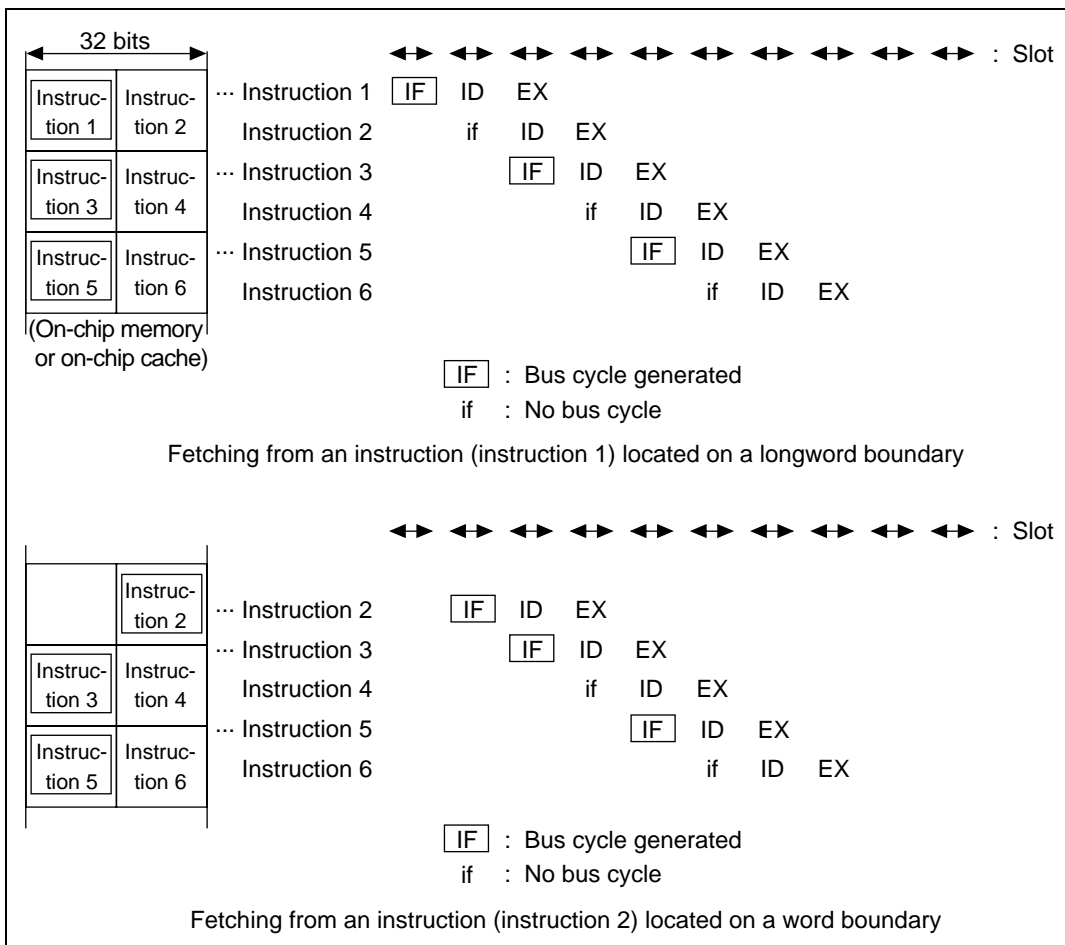 32 bits
: Slot
Instruc-
tion 1
Instruc-
tion 2
··· Instruction 1 IF ID EX
Instruction 2 if ID EX
Instruc-
tion 3
Instruc-
tion 4
··· Instruction 3 IF ID EX
Instruction 4 if ID EX
Instruc-
tion 5
Instruc-
tion 6
··· Instruction 5 IF ID EX
Instruction 6 if ID EX
(On-chip memory
or on-chip cache)
IF : Bus cycle generated
if : No bus cycle
Fetching from an instruction (instruction 1) located on a longword boundary
: Slot
Instruc-
tion 2
··· Instruction 2 IF ID EX
··· Instruction 3 IF ID EX
Instruc-
tion 3
Instruc-
tion 4
Instruction 4 if ID EX
··· Instruction 5 IF ID EX
Instruc-
tion 5
Instruc-
tion 6
Instruction 6 if ID EX
IF : Bus cycle generated
if : No bus cycle
Fetching from an instruction (instruction 2) located on a word boundary